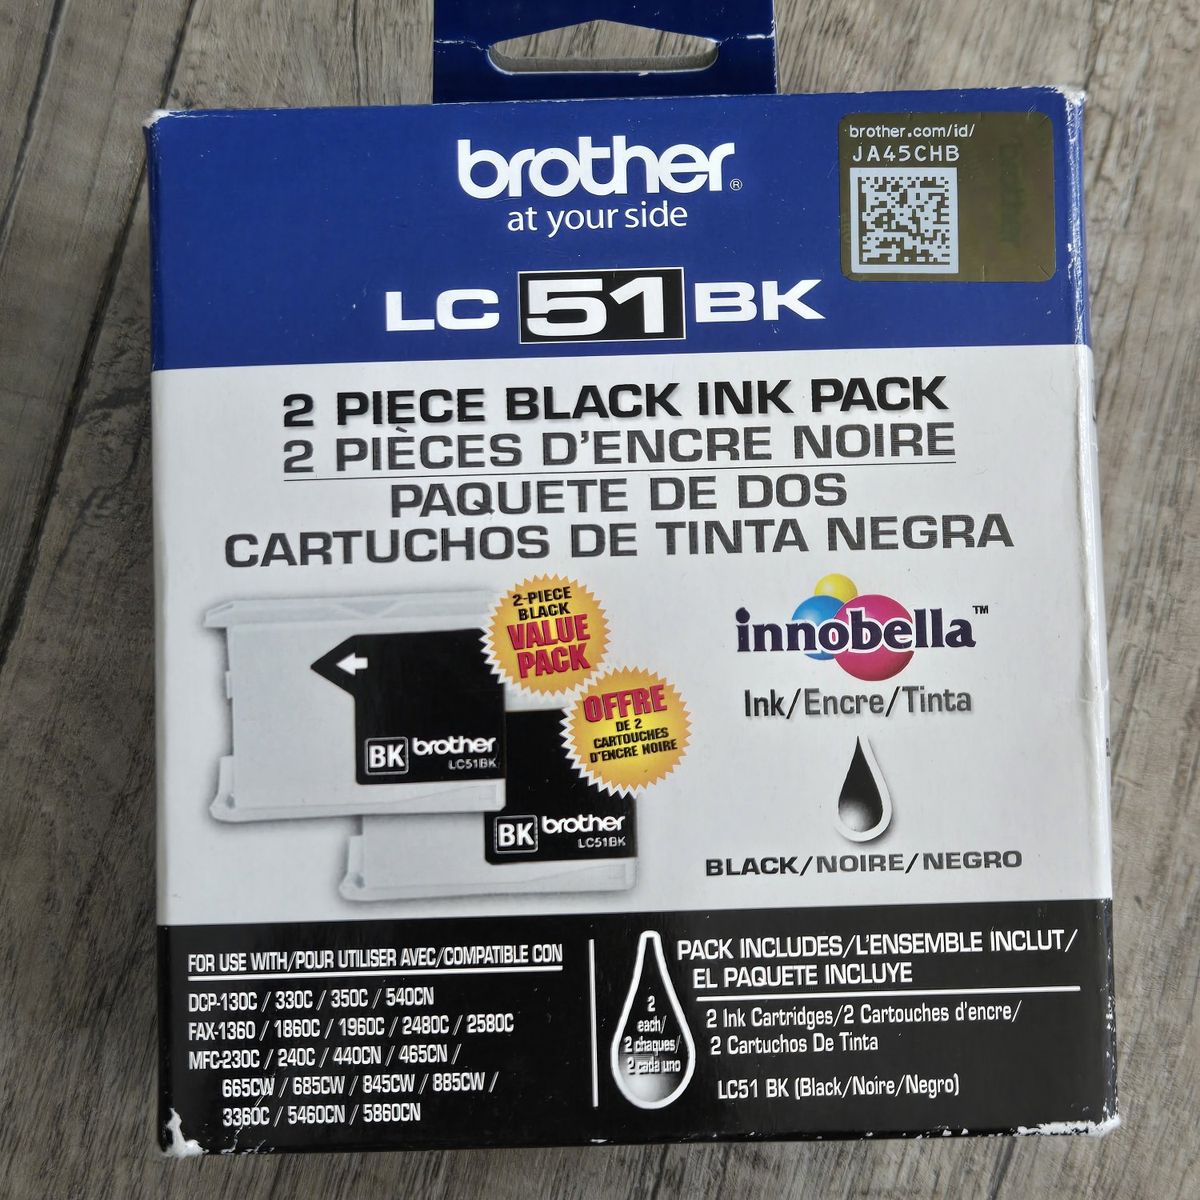 brother.com/id/
JA45CHB
brother®
at your side
LC 51 BK
2 PIECE BLACK INK PACK
2 PIÈCES D'ENCRE NOIRE
PAQUETE DE DOS
CARTUCHOS DE TINTA NEGRA
2-PIECE
BLACK
VALUE
PACK
OFFRE
DE 2
CARTOUCHES
D'ENCRE NOIRE
BK brother
LC51BK
BK brother
LC51BK
innobella™
Ink/Encre/Tinta
BLACK/NOIRE/NEGRO
FOR USE WITH/POUR UTILISER AVEC/COMPATIBLE CON
DCP-130C / 330C / 350C / 540CN
FAX-1360 / 1860C / 1960C / 2480C / 2580C
MFC-230C / 240C / 440CN / 465CN /
665CW / 685CW / 845CW / 885CW /
3360C / 5460CN / 5860CN
2
each/
2 chaques/
2 cada uno
PACK INCLUDES/L'ENSEMBLE INCLUT/
EL PAQUETE INCLUYE
2 Ink Cartridges/2 Cartouches d'encre/
2 Cartuchos De Tinta
LC51 BK (Black/Noire/Negro)